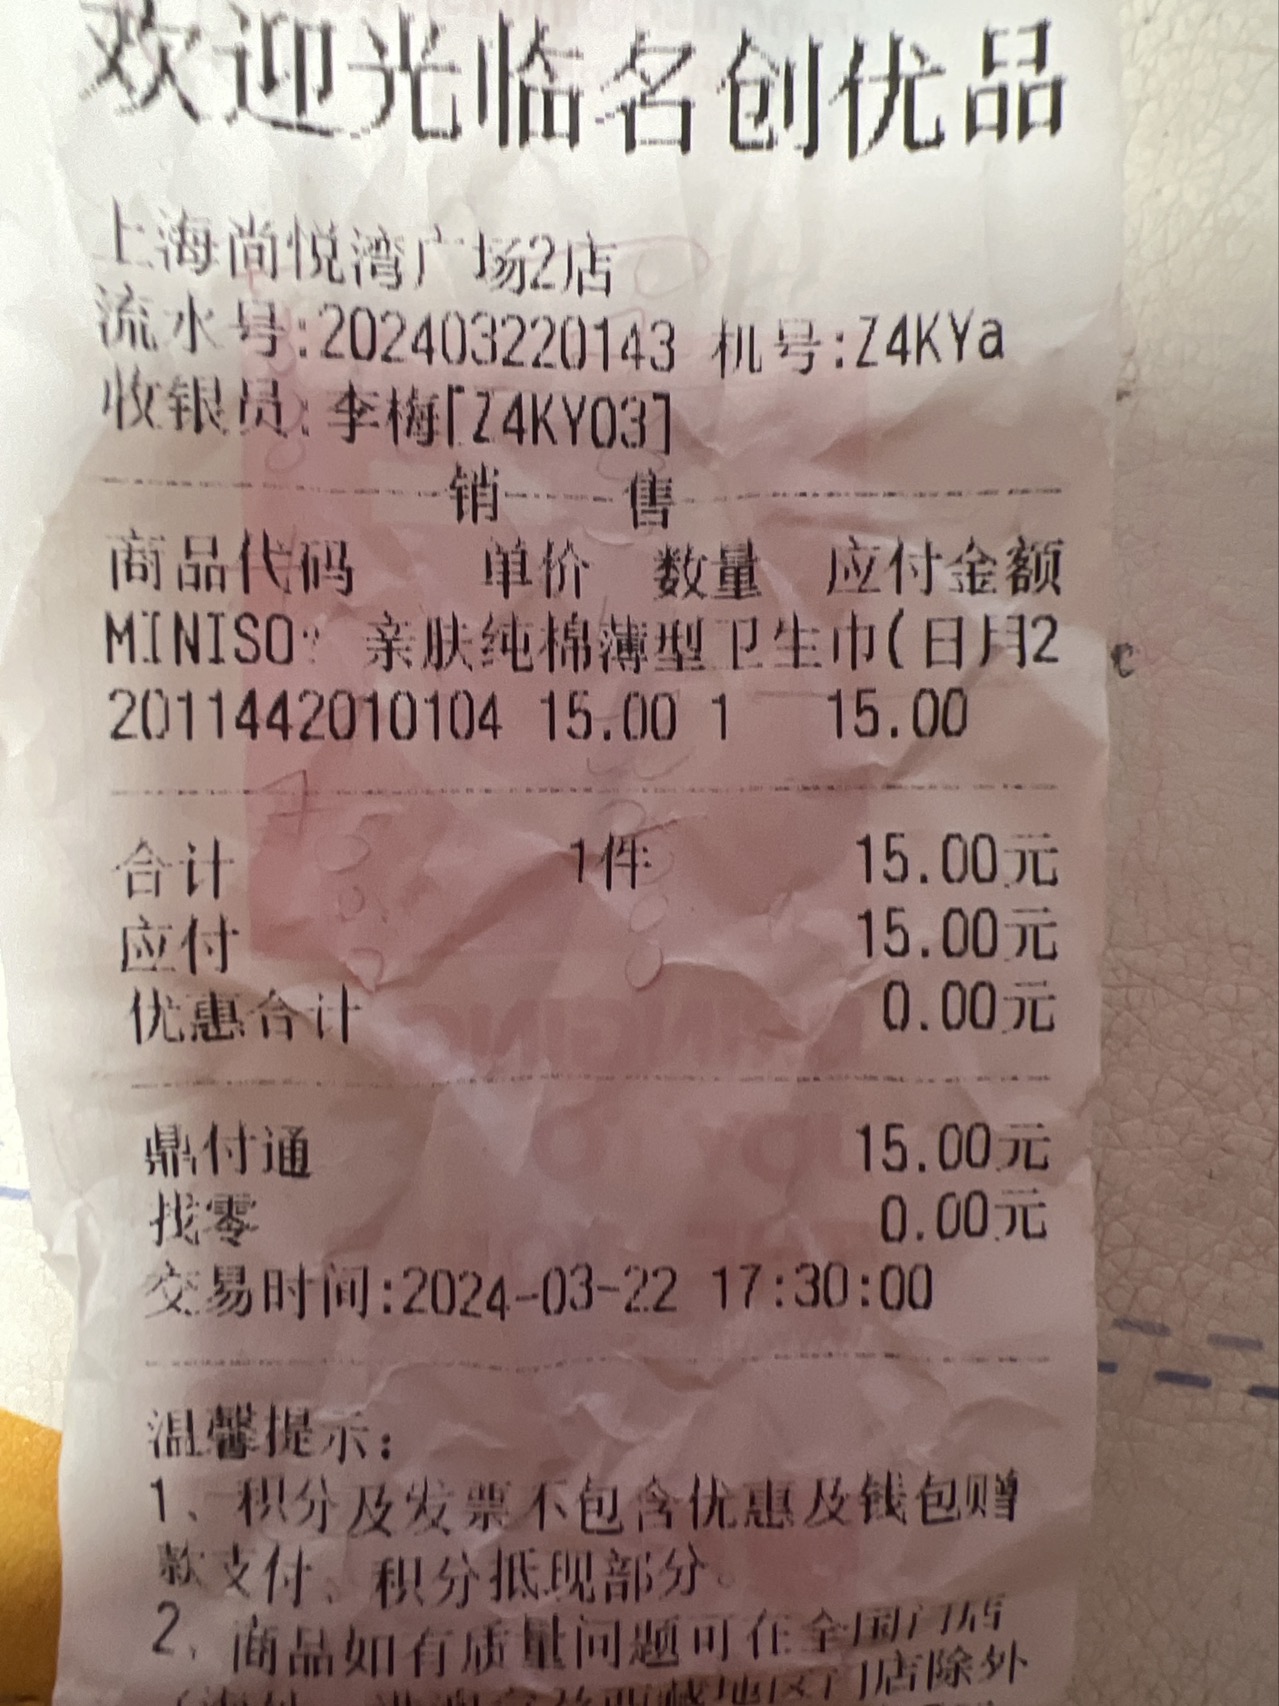 欢迎光临名创优品
上海尚悦湾广场2店
流水号:202403220143 机号:Z4KYa
收银员:李梅[Z4KY03]
销 售
商品代码 单价 数量 应付金额
MINISO? 亲肤纯棉薄型卫生巾(日月2
2011442010104 15.00 1 15.00
合计 1件 15.00元
应付 15.00元
优惠合计 0.00元
鼎付通 15.00元
找零 0.00元
交易时间:2024-03-22 17:30:00
温馨提示:
1、积分及发票不包含优惠及钱包赠
款支付、积分抵现部分。
2、商品如有质量问题可在全国门店
地区门店除外